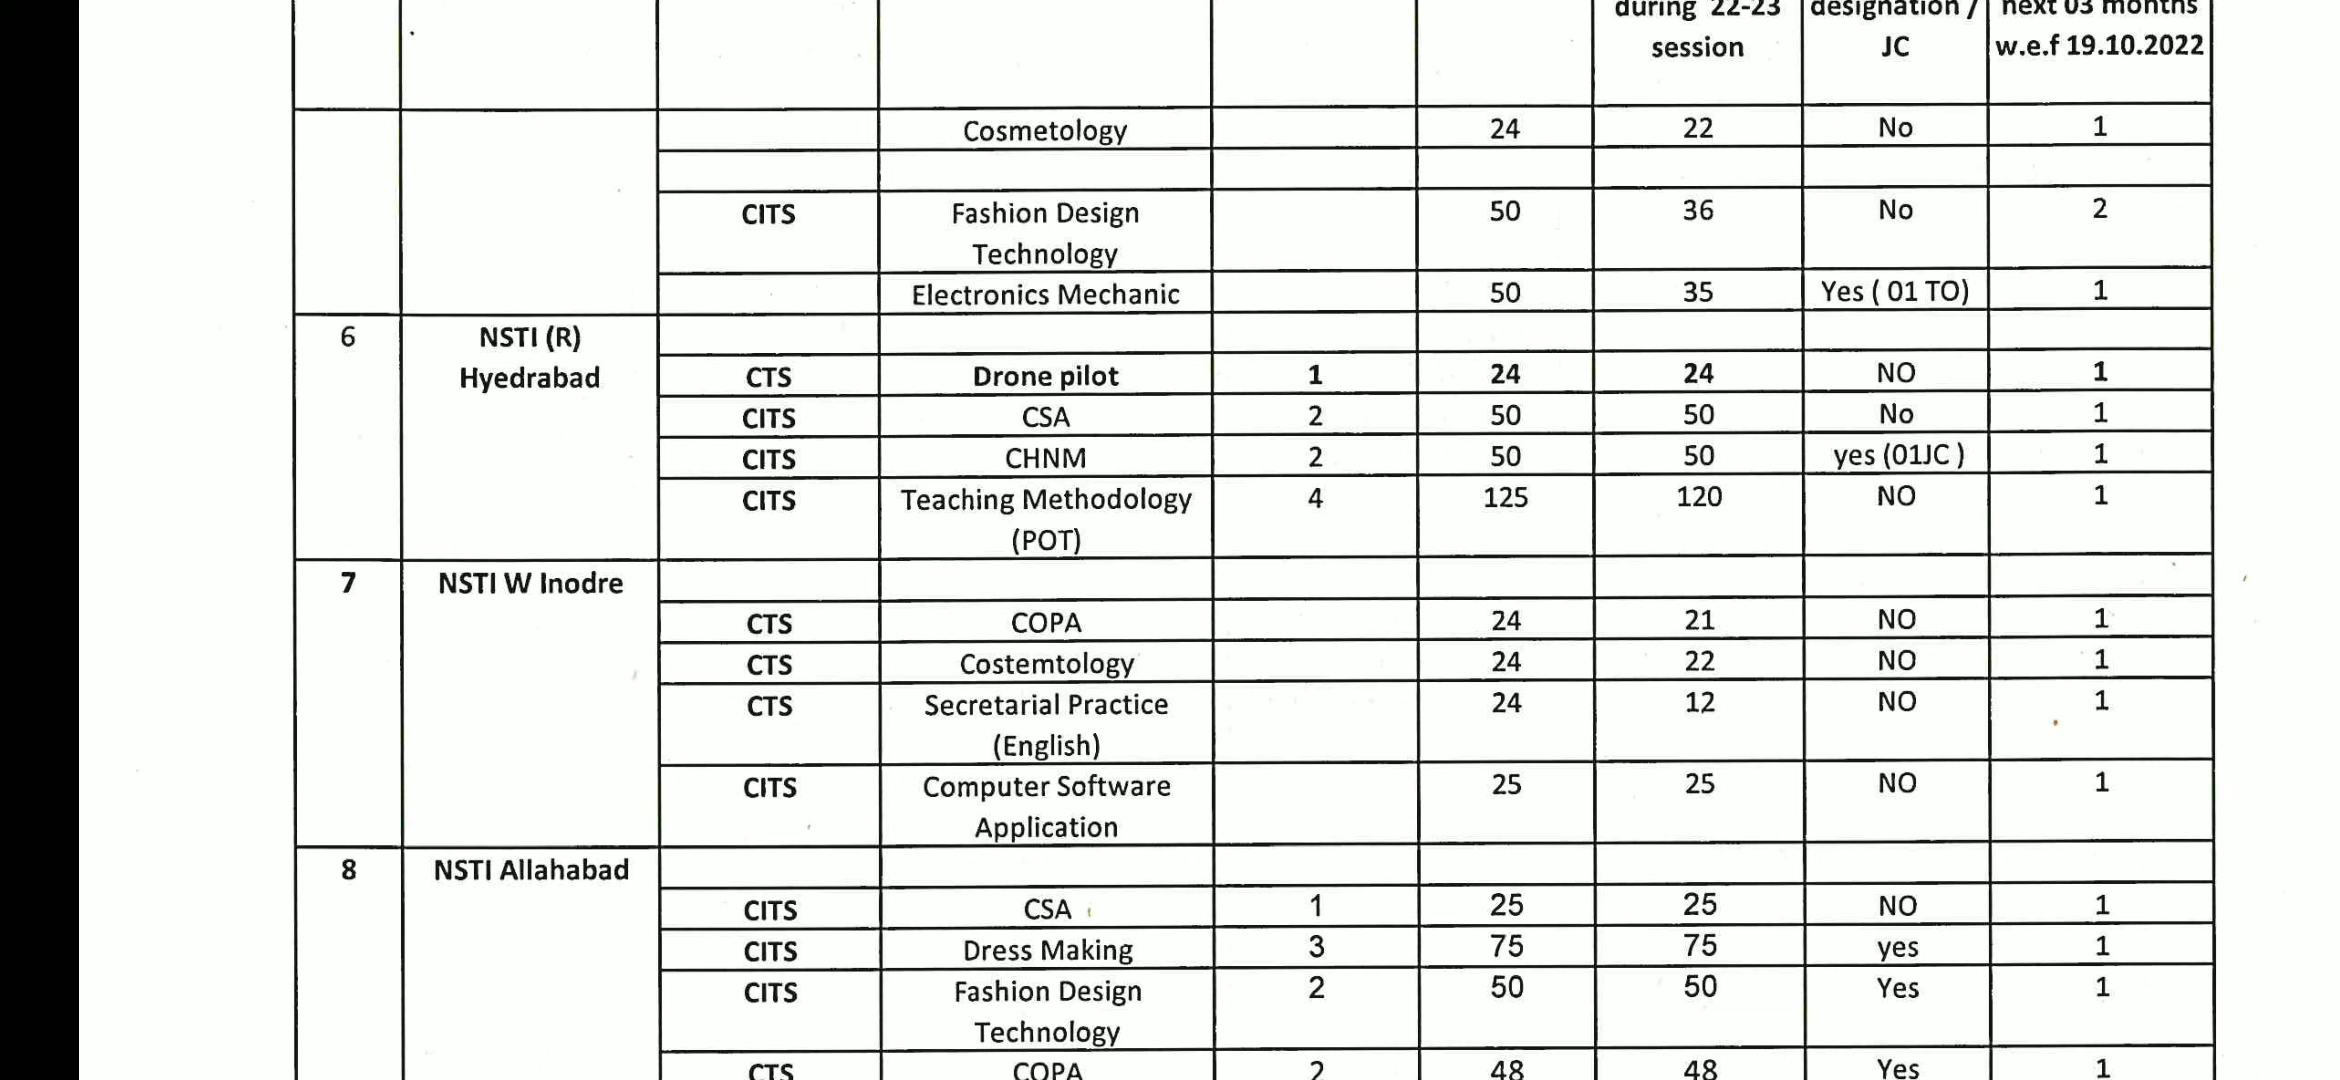 during 22-23 designation / next 03 months
session JC w.e.f 19.10.2022
Cosmetology 24 22 No 1
CITS Fashion Design 50 36 No 2
Technology
Electronics Mechanic 50 35 Yes ( 01 TO) 1
6 NSTI (R)
Hyedrabad CTS Drone pilot 1 24 24 NO 1
CITS CSA 2 50 50 No 1
CITS CHNM 2 50 50 yes (01JC ) 1
CITS Teaching Methodology 4 125 120 NO 1
(POT)
7 NSTI W Inodre
CTS COPA 24 21 NO 1
CTS Costemtology 24 22 NO 1
CTS Secretarial Practice 24 12 NO 1
(English)
CITS Computer Software 25 25 NO 1
Application
8 NSTI Allahabad
CITS CSA 1 25 25 NO 1
CITS Dress Making 3 75 75 yes 1
CITS Fashion Design 2 50 50 Yes 1
Technology
CTS COPA 2 48 48 Yes 1